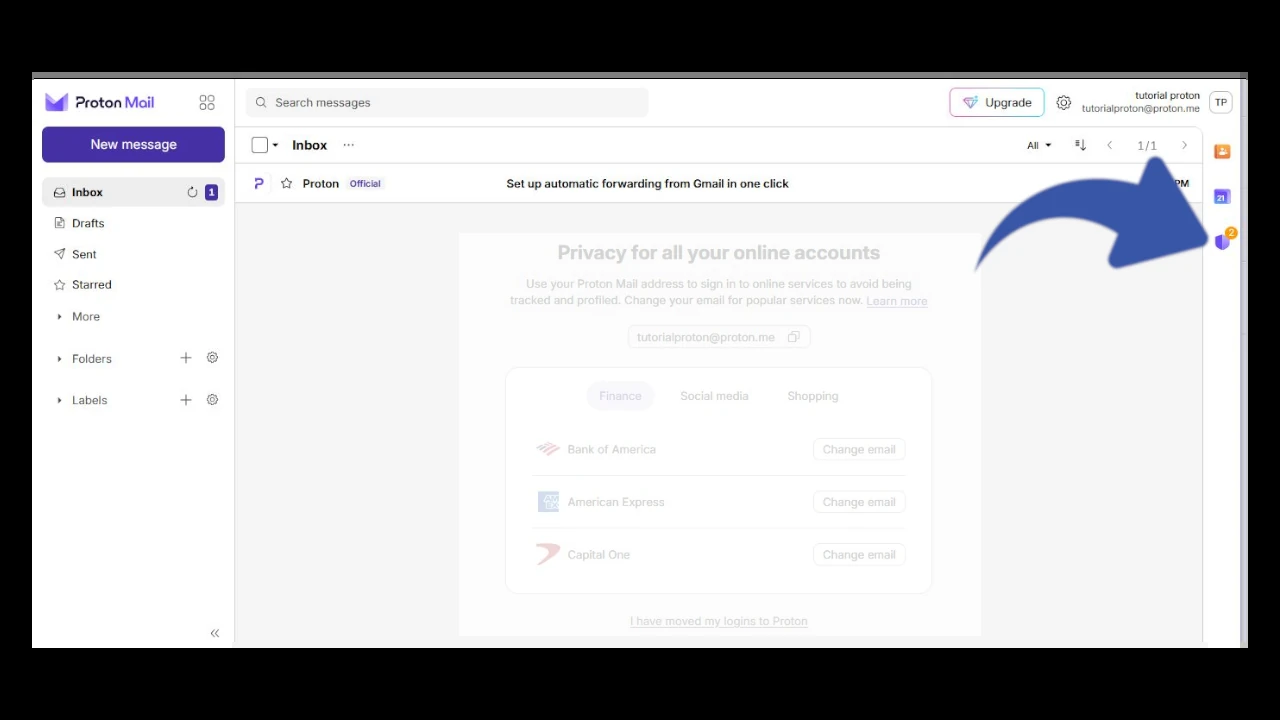 Proton Mail
Search messages
Upgrade
tutorial proton
tutorialproton@proton.me
TP
New message
Inbox
1
Drafts
Sent
Starred
More
Folders
Labels
Inbox
All
1/1
Proton Official Set up automatic forwarding from Gmail in one click PM
21
2
Privacy for all your online accounts
Use your Proton Mail address to sign in to online services to avoid being
tracked and profiled. Change your email for popular services now. Learn more
tutorialproton@proton.me
Finance Social media Shopping
Bank of America Change email
American Express Change email
Capital One Change email
I have moved my logins to Proton